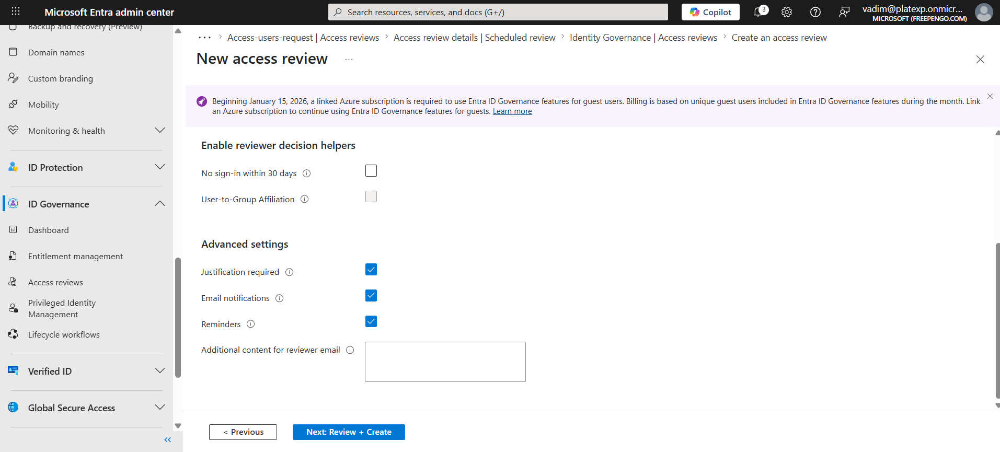 Microsoft Entra admin center
Search resources, services, and docs (G+/)
Copilot
3
vadim@platexp.onmicr...
MICROSOFT (FREEPENGO.COM)
Backup and recovery (Preview)
Domain names
Custom branding
Mobility
Monitoring & health
ID Protection
ID Governance
Dashboard
Entitlement management
Access reviews
Privileged Identity
Management
Lifecycle workflows
Verified ID
Global Secure Access
«
··· > Access-users-request | Access reviews > Access review details | Scheduled review > Identity Governance | Access reviews > Create an access review
New access review ...
Beginning January 15, 2026, a linked Azure subscription is required to use Entra ID Governance features for guest users. Billing is based on unique guest users included in Entra ID Governance features during the month. Link
an Azure subscription to continue using Entra ID Governance features for guests. Learn more
Enable reviewer decision helpers
No sign-in within 30 days
User-to-Group Affiliation
Advanced settings
Justification required
Email notifications
Reminders
Additional content for reviewer email
< Previous
Next: Review + Create